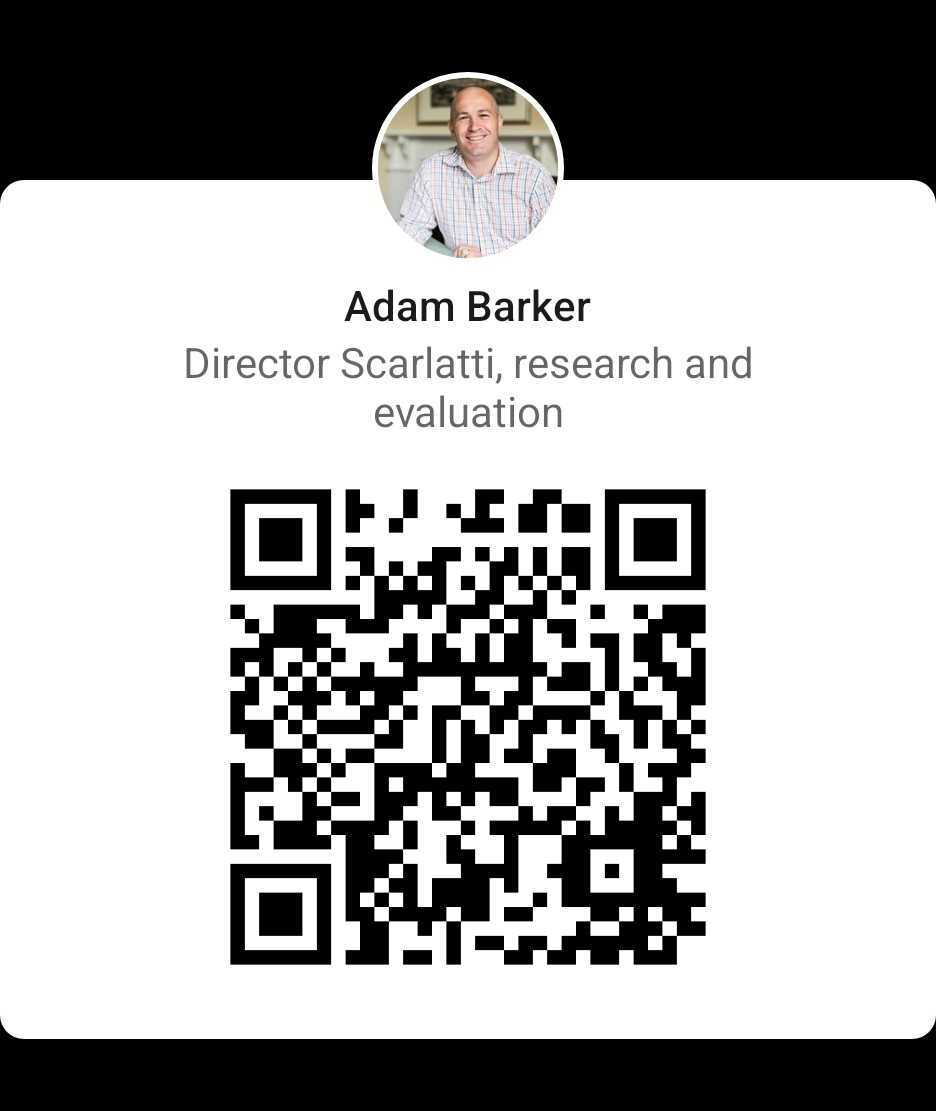 Adam Barker
Director Scarlatti, research and
evaluation